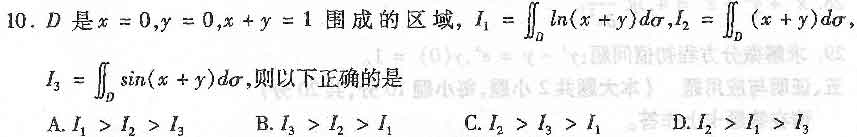 10. D 是 x = 0,y = 0,x + y = 1 围成的区域, I₁ = ∬_D ln(x + y)dσ,I₂ = ∬_D (x + y)dσ,
I₃ = ∬_D sin(x + y)dσ,则以下正确的是
A. I₁ > I₂ > I₃ B. I₃ > I₂ > I₁ C. I₂ > I₃ > I₁ D. I₂ > I₁ > I₃